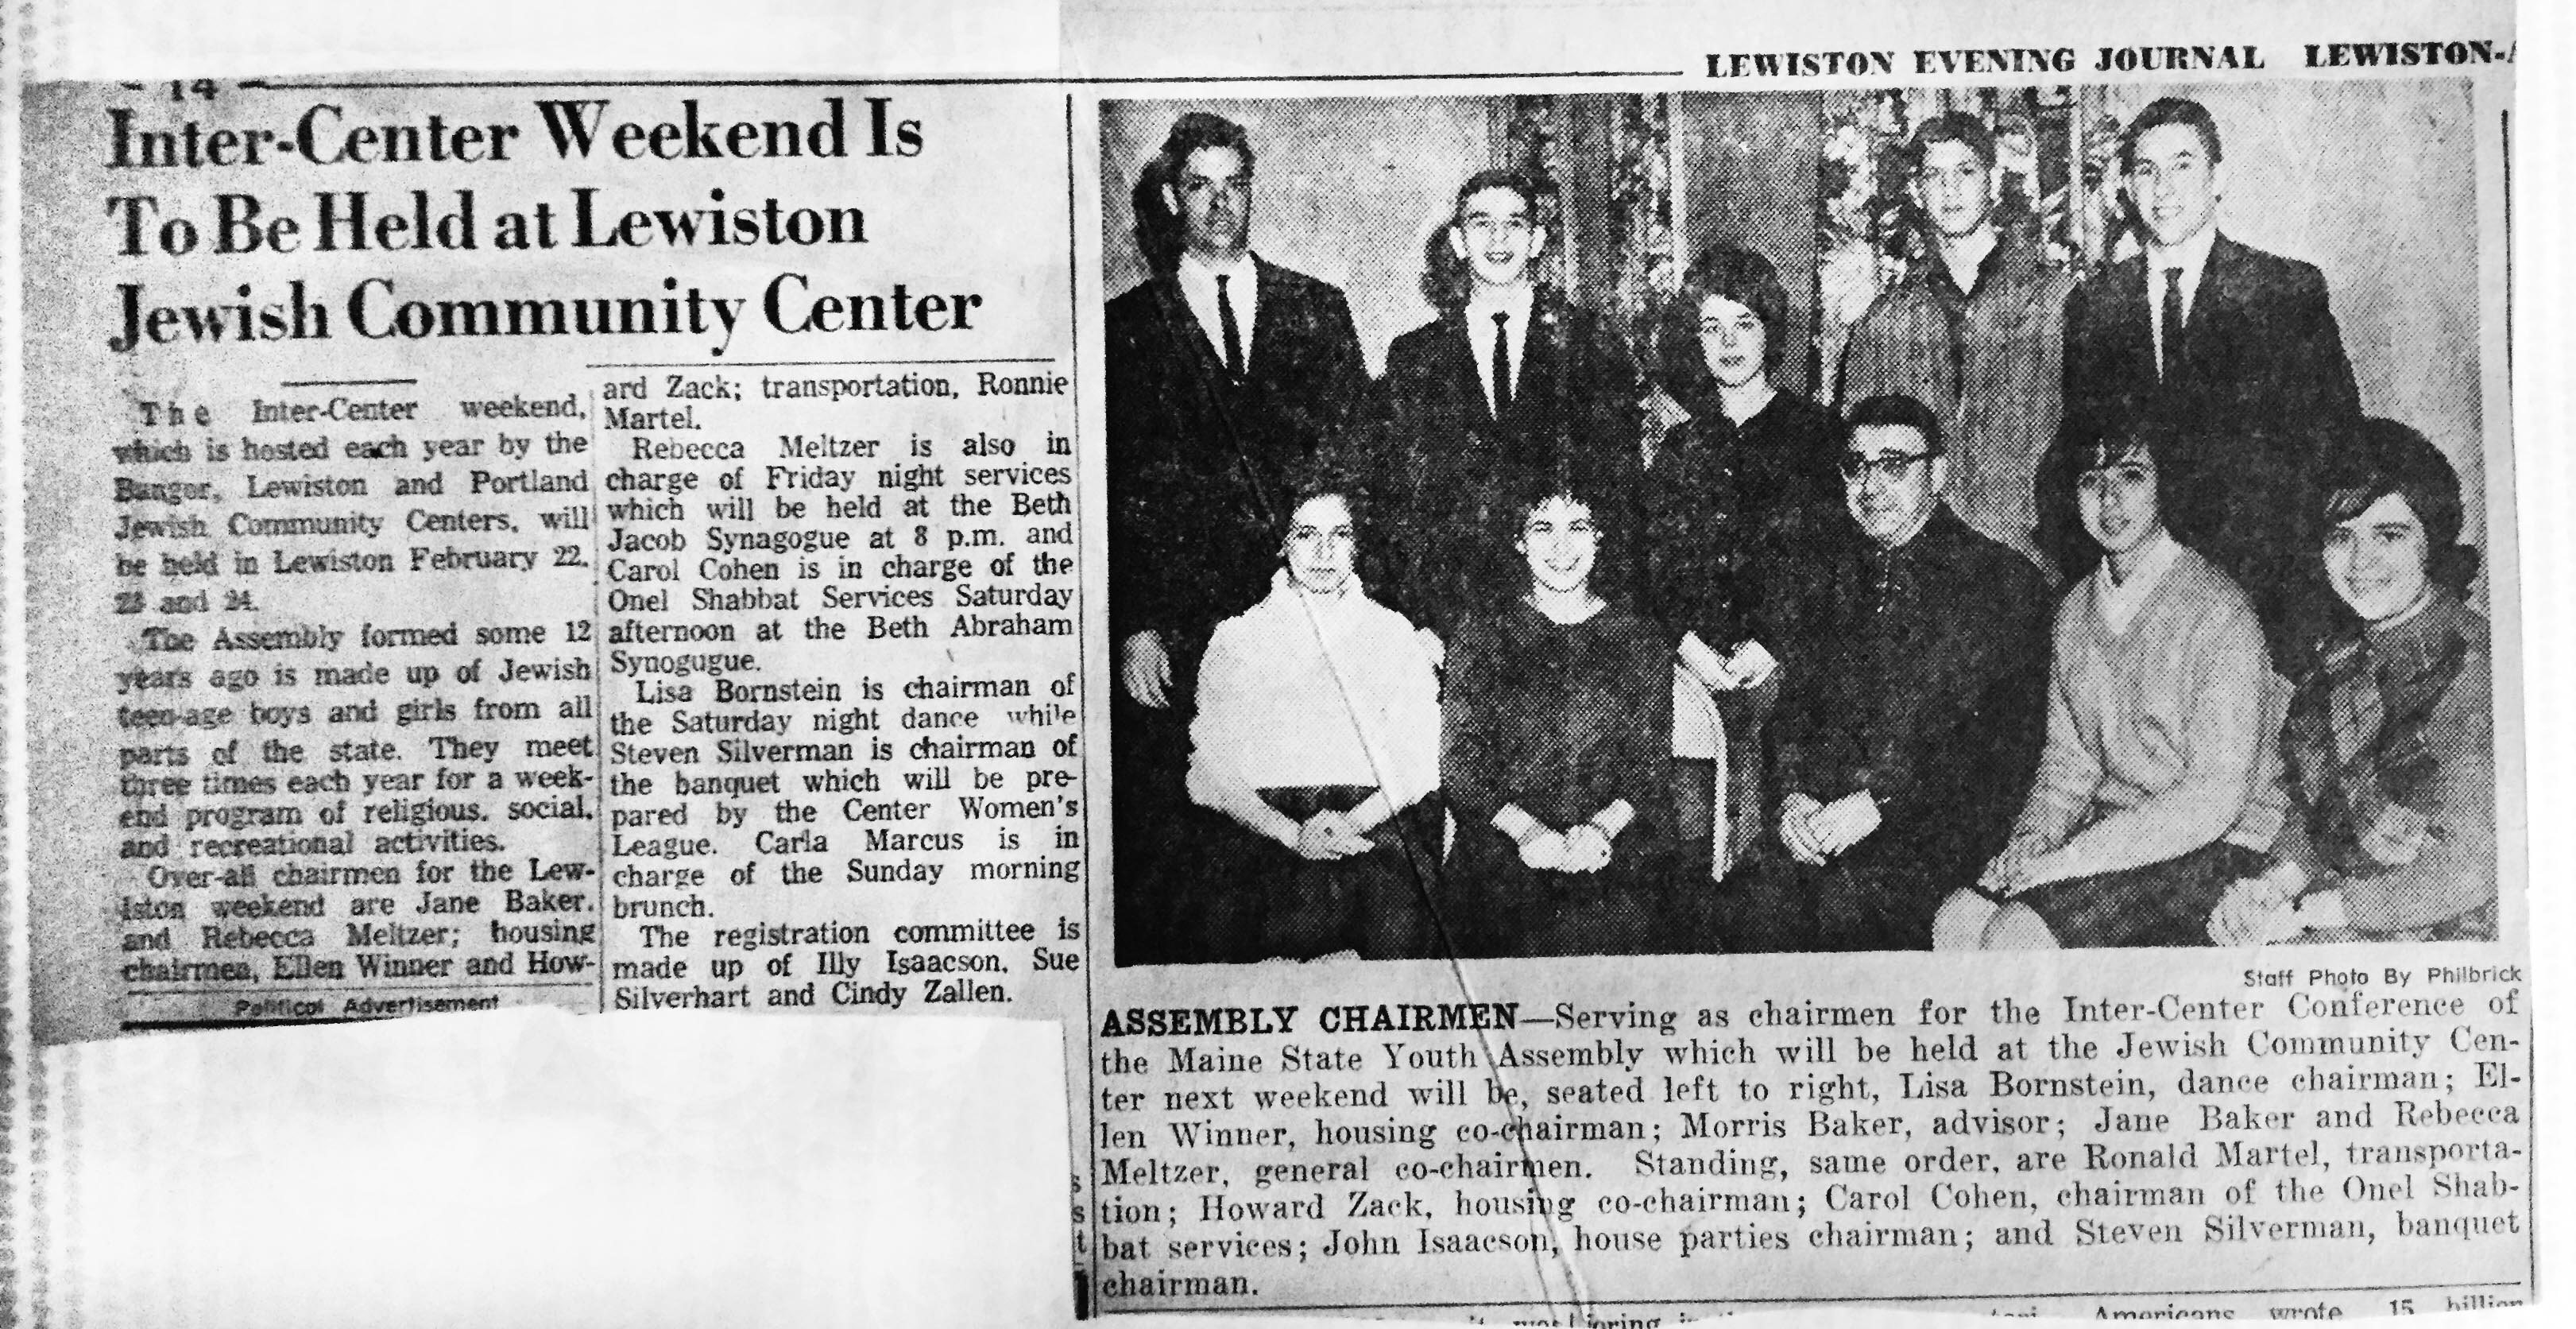 14
LEWISTON EVENING JOURNAL LEWISTON-
Inter-Center Weekend Is
To Be Held at Lewiston
Jewish Community Center
The Inter-Center weekend,
which is hosted each year by the
Bangor, Lewiston and Portland
Jewish Community Centers, will
be held in Lewiston February 22,
23 and 24.
The Assembly formed some 12
years ago is made up of Jewish
teen-age boys and girls from all
parts of the state. They meet
three times each year for a week-
end program of religious, social,
and recreational activities.
Over-all chairmen for the Lew-
iston weekend are Jane Baker,
and Rebecca Meltzer; housing
chairmen, Ellen Winner and How-
Political Advertisement
ard Zack; transportation, Ronnie
Martel.
Rebecca Meltzer is also in
charge of Friday night services
which will be held at the Beth
Jacob Synagogue at 8 p.m. and
Carol Cohen is in charge of the
Onel Shabbat Services Saturday
afternoon at the Beth Abraham
Synogugue.
Lisa Bornstein is chairman of
the Saturday night dance while
Steven Silverman is chairman of
the banquet which will be pre-
pared by the Center Women's
League. Carla Marcus is in
charge of the Sunday morning
brunch.
The registration committee is
made up of Illy Isaacson, Sue
Silverhart and Cindy Zallen.
Staff Photo By Philbrick
ASSEMBLY CHAIRMEN—Serving as chairmen for the Inter-Center Conference of
the Maine State Youth Assembly which will be held at the Jewish Community Cen-
ter next weekend will be, seated left to right, Lisa Bornstein, dance chairman; El-
len Winner, housing co-chairman; Morris Baker, advisor; Jane Baker and Rebecca
Meltzer, general co-chairmen. Standing, same order, are Ronald Martel, transporta-
tion; Howard Zack, housing co-chairman; Carol Cohen, chairman of the Onel Shab-
bat services; John Isaacson, house parties chairman; and Steven Silverman, banquet
chairman.
s
s
t
Americans wrote 15 billion